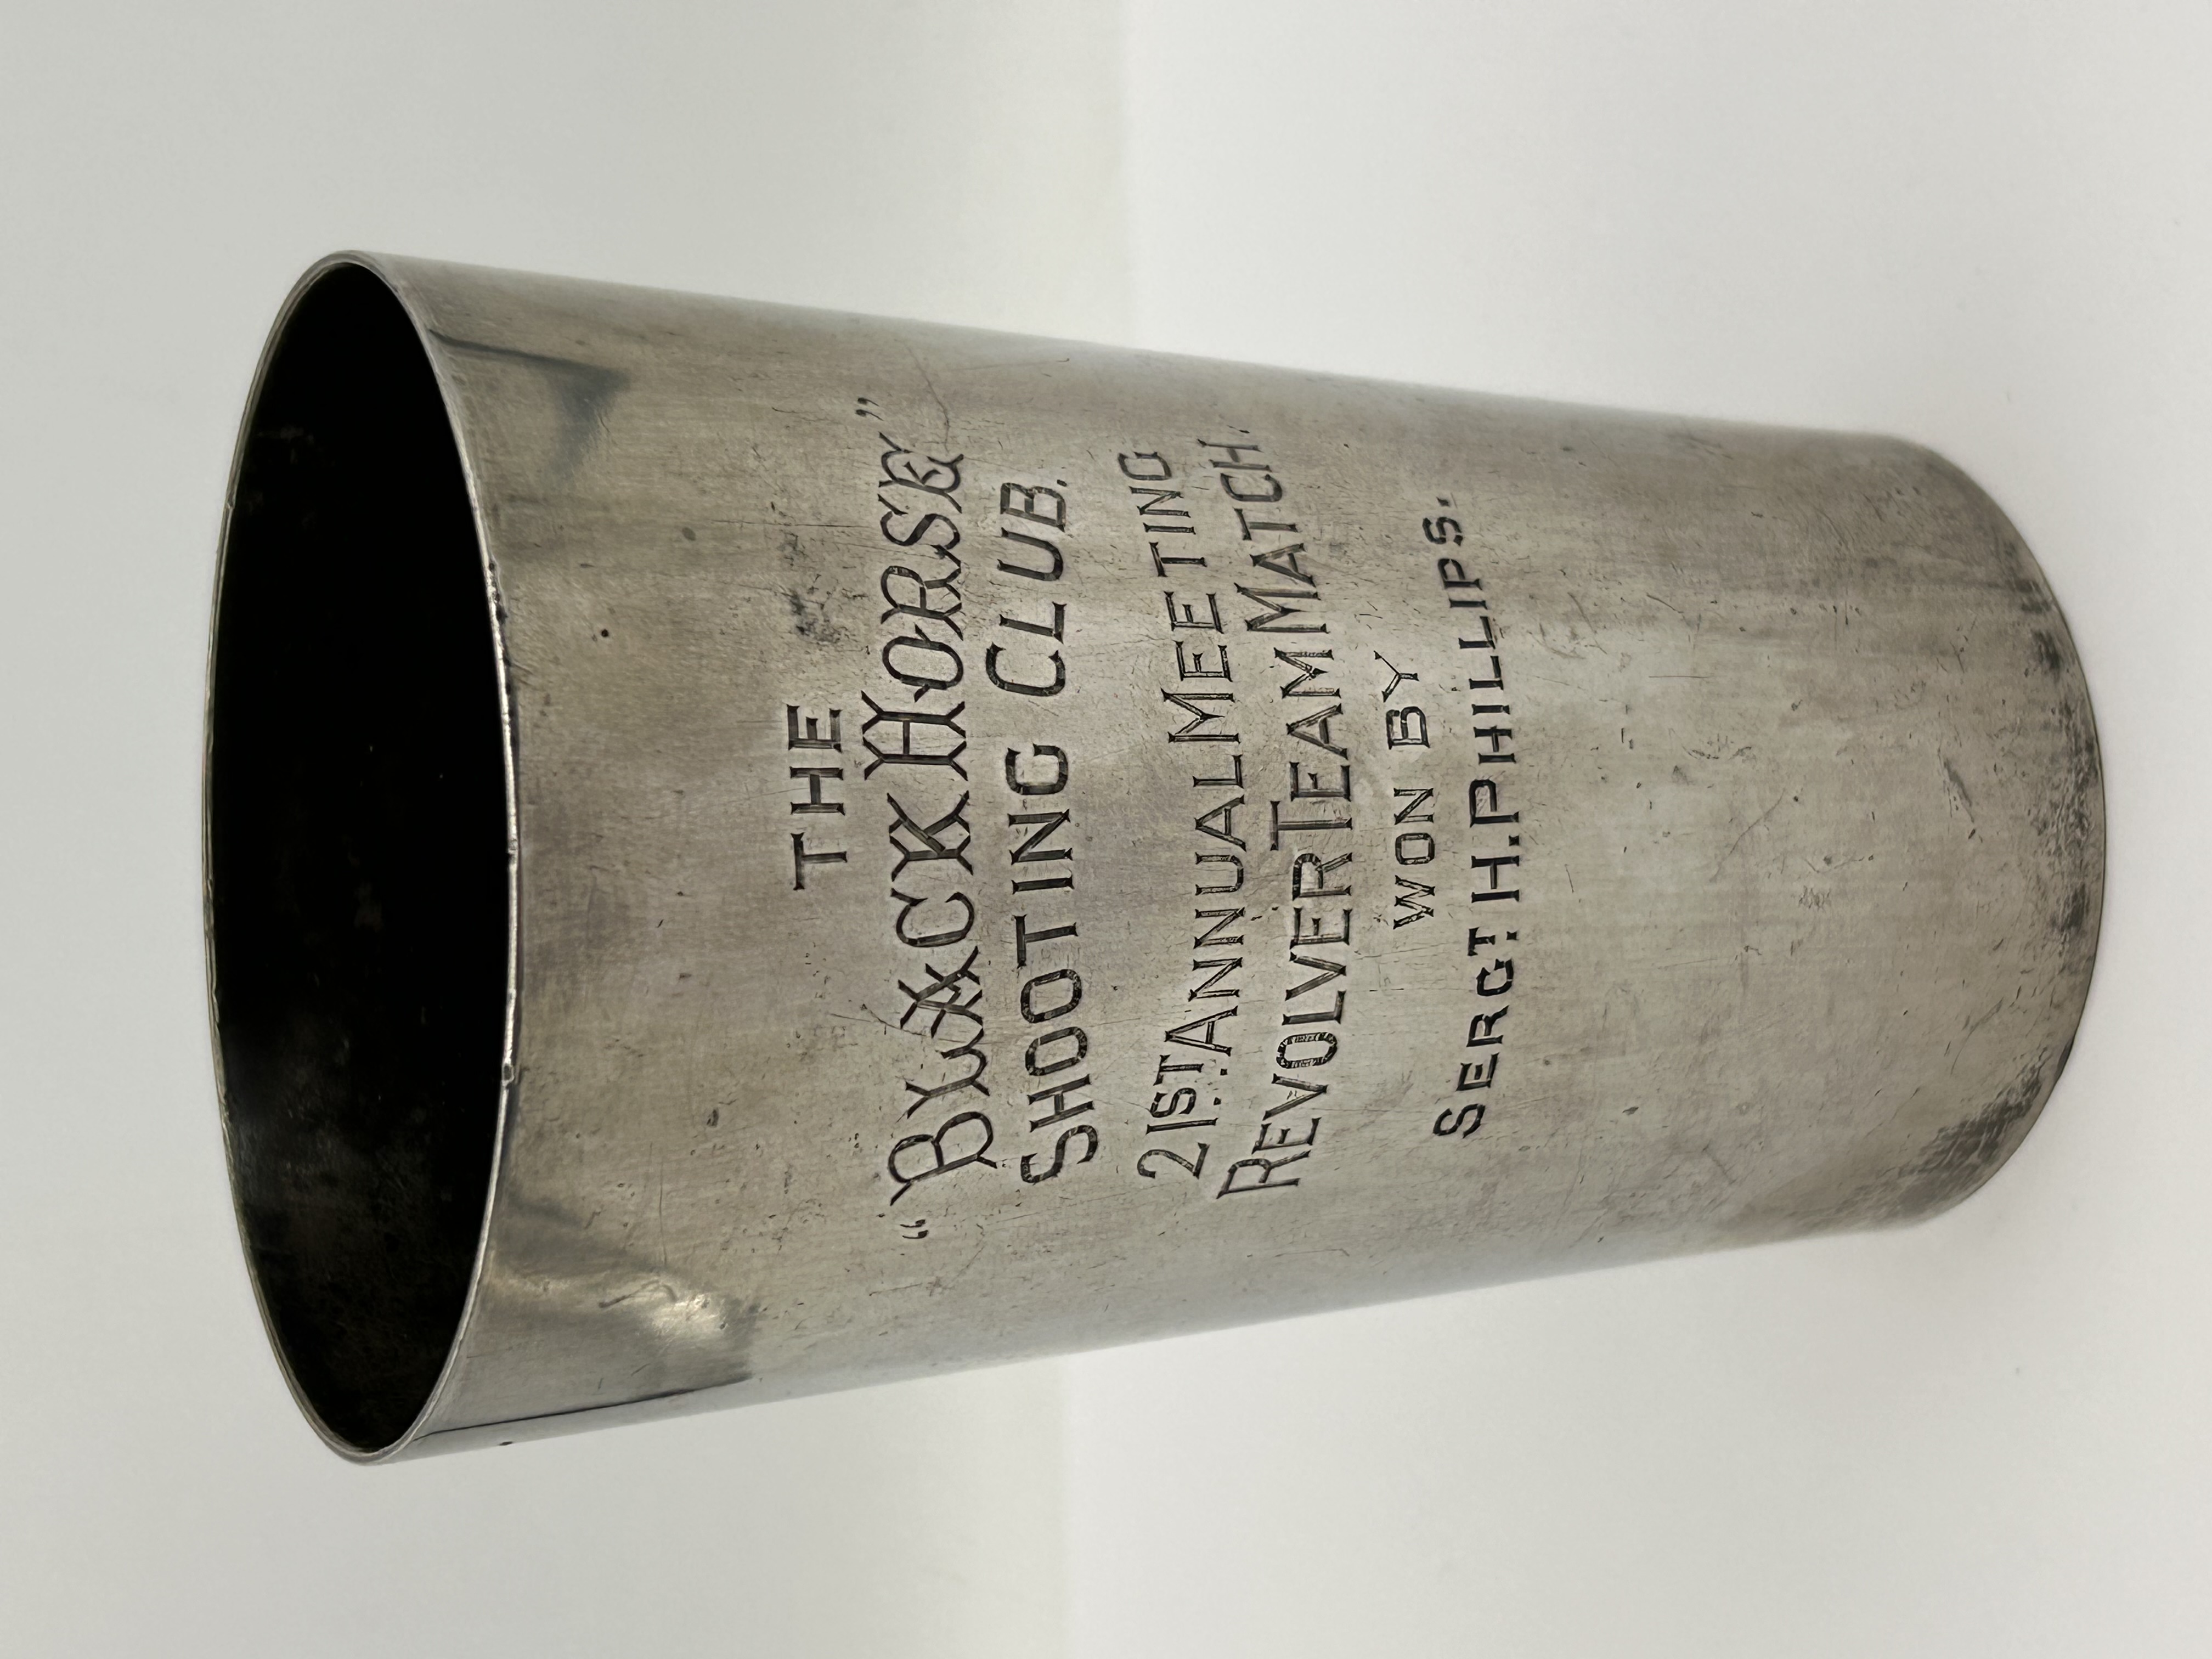 THE
“BLACK HORSE”
SHOOTING CLUB.
21ST ANNUAL MEETING
REVOLVER TEAM MATCH
WON BY
SERGT H. PHILLIPS.